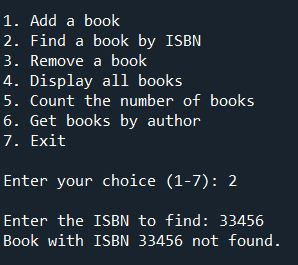 1. Add a book
2. Find a book by ISBN
3. Remove a book
4. Display all books
5. Count the number of books
6. Get books by author
7. Exit
Enter your choice (1-7): 2
Enter the ISBN to find: 33456
Book with ISBN 33456 not found.